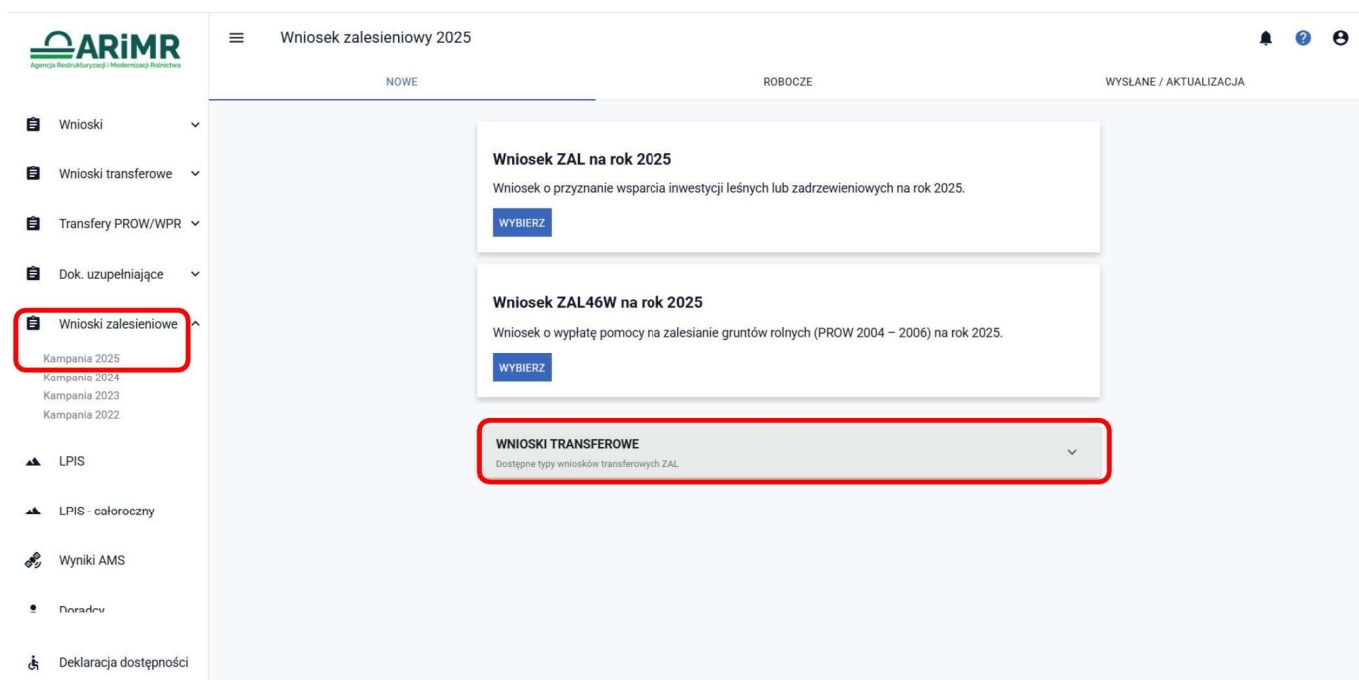 ARiMR
Agencja Restrukturyzacji i Modernizacji Rolnictwa
Wniosek zalesieniowy 2025
NOWE
ROBOCZE
WYSŁANE / AKTUALIZACJA
Wnioski
Wnioski transferowe
Transfery PROW/WPR
Dok. uzupełniające
Wnioski zalesieniowe
Kampania 2025
Kampania 2024
Kampania 2023
Kampania 2022
LPIS
LPIS - całoroczny
Wyniki AMS
Doradcy
Deklaracja dostępności
Wniosek ZAL na rok 2025
Wniosek o przyznanie wsparcia inwestycji leśnych lub zadrzewieniowych na rok 2025.
WYBIERZ
Wniosek ZAL46W na rok 2025
Wniosek o wypłatę pomocy na zalesianie gruntów rolnych (PROW 2004 – 2006) na rok 2025.
WYBIERZ
WNIOSKI TRANSFEROWE
Dostępne typy wniosków transferowych ZAL